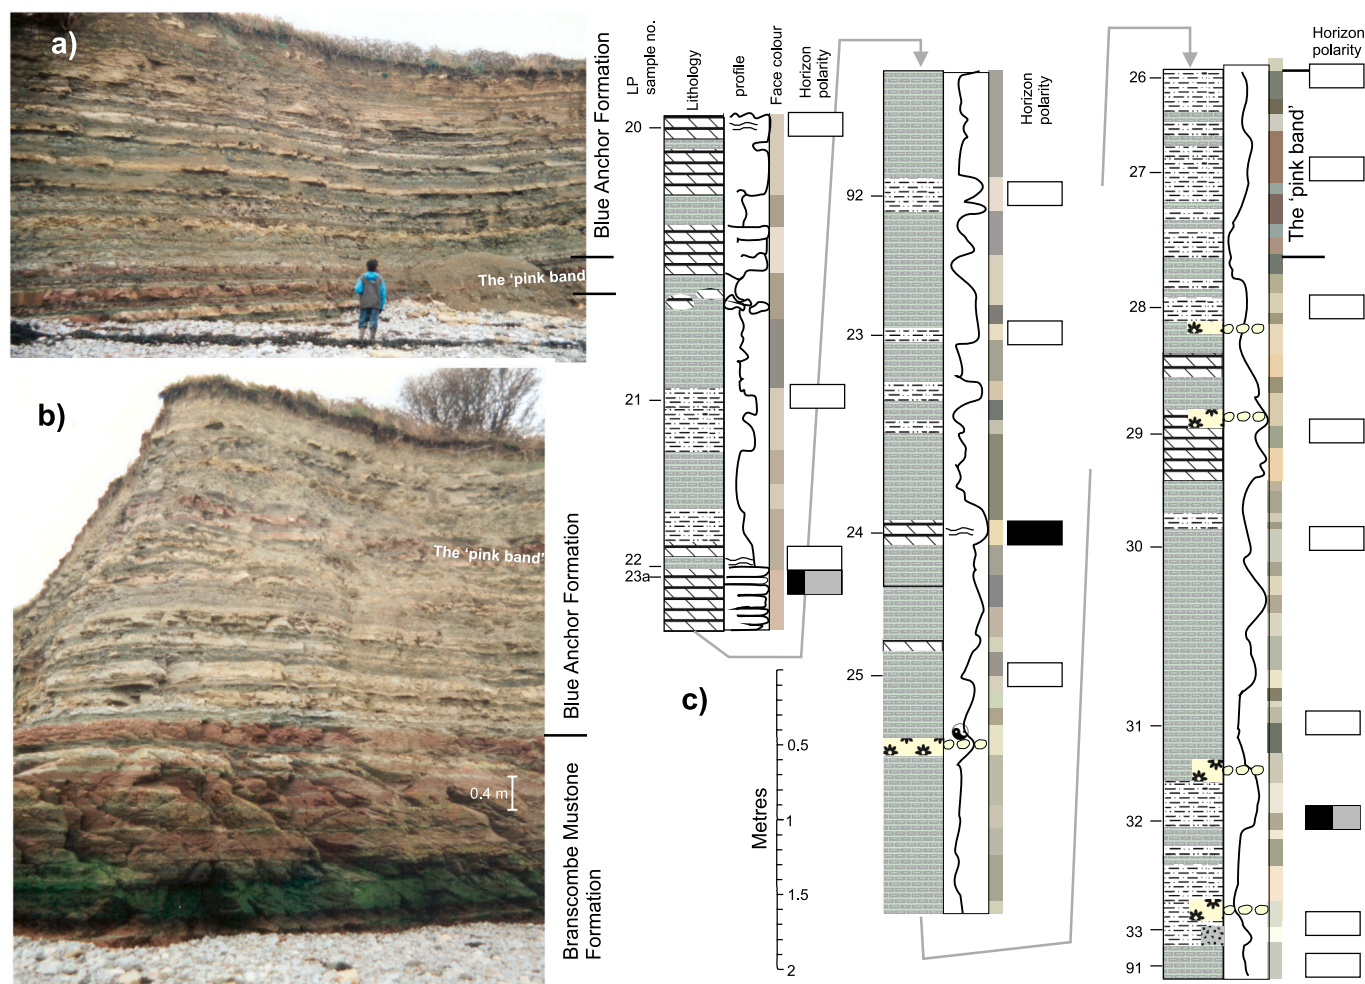 a)
Blue Anchor Formation
The 'pink band
b)
The 'pink band'
0.4 m
Blue Anchor Formation
Branscombe Mustone
Formation
c)
LP
sample no.
Lithology
profile
Face colour
Horizon
polarity
20
21
22
23a
Metres
0.5
1
1.5
2
Horizon
polarity
92
23
24
25
Horizon
polarity
The 'pink band'
26
27
28
29
30
31
32
33
91